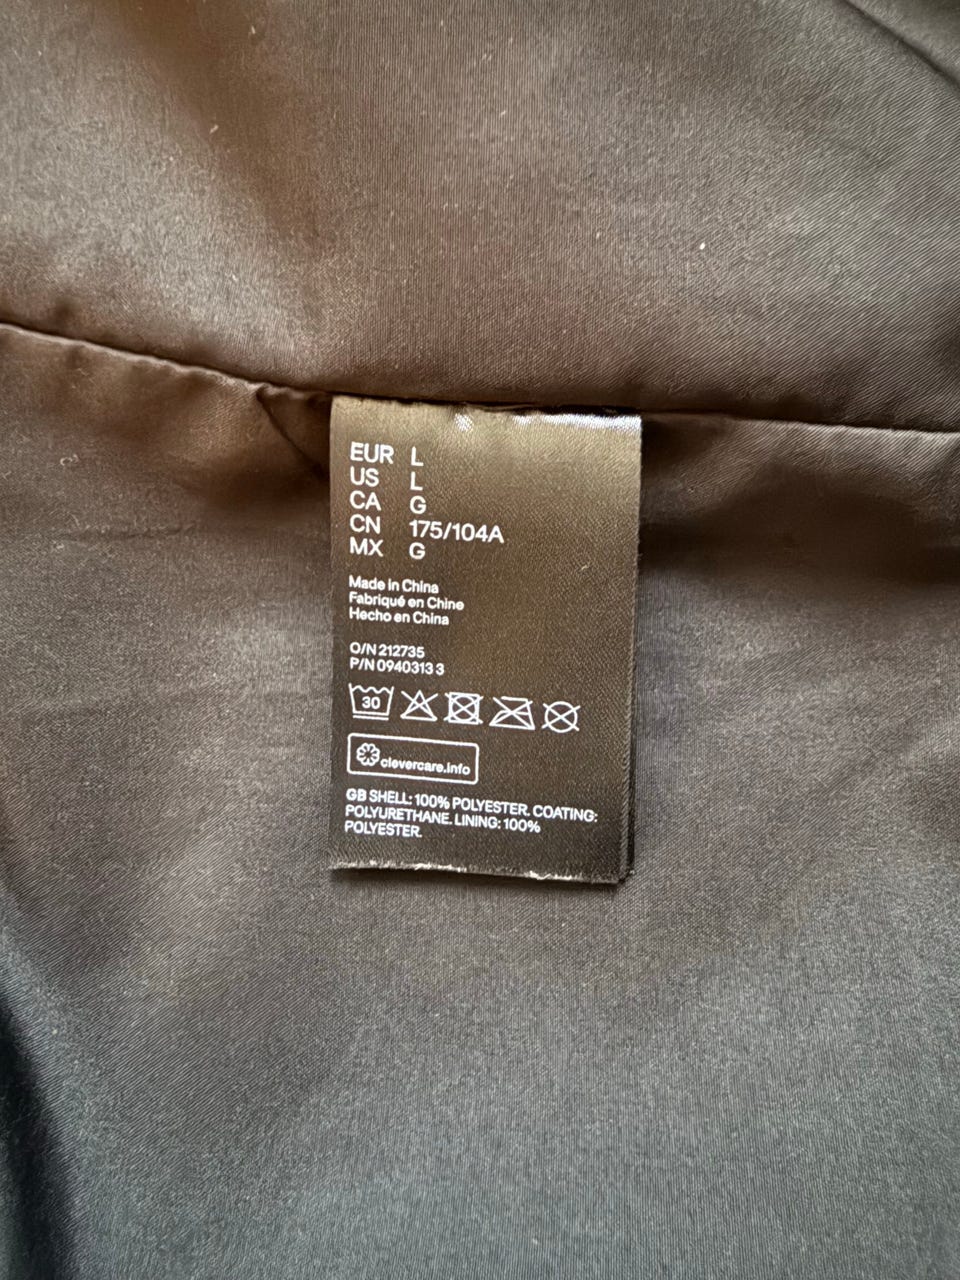 EUR L
US L
CA G
CN 175/104A
MX G
Made in China
Fabriqué en Chine
Hecho en China
O/N 212735
P/N 0940313 3
30
clevercare.info
GB SHELL: 100% POLYESTER. COATING:
POLYURETHANE. LINING: 100%
POLYESTER.